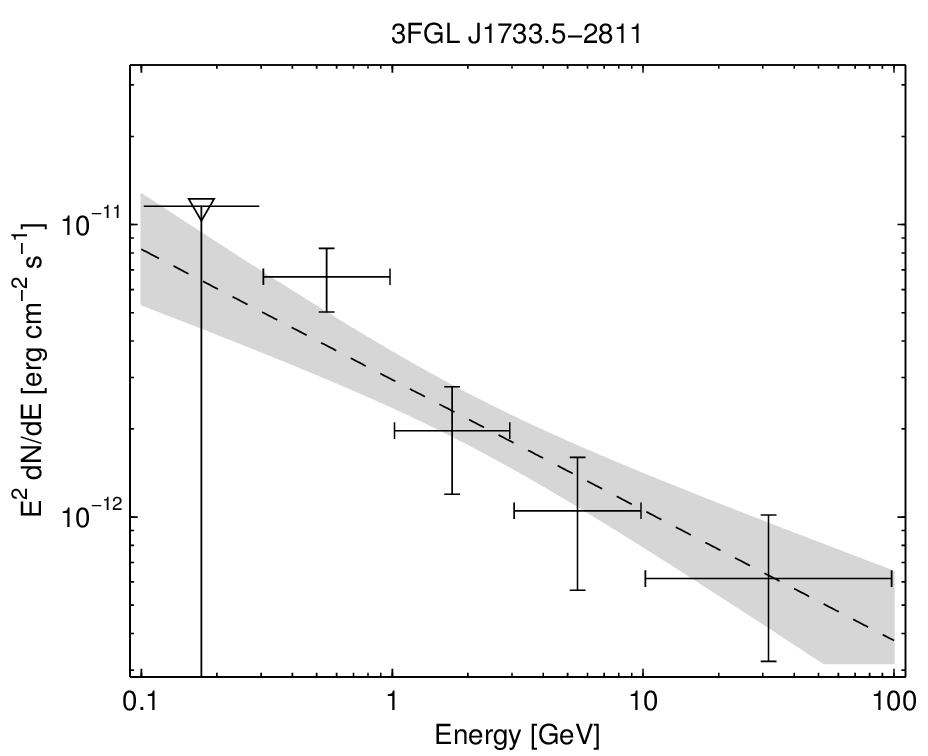 3FGL J1733.5−2811
E² dN/dE [erg cm⁻² s⁻¹]
10⁻¹¹
10⁻¹²
0.1 1 10 100
Energy [GeV]